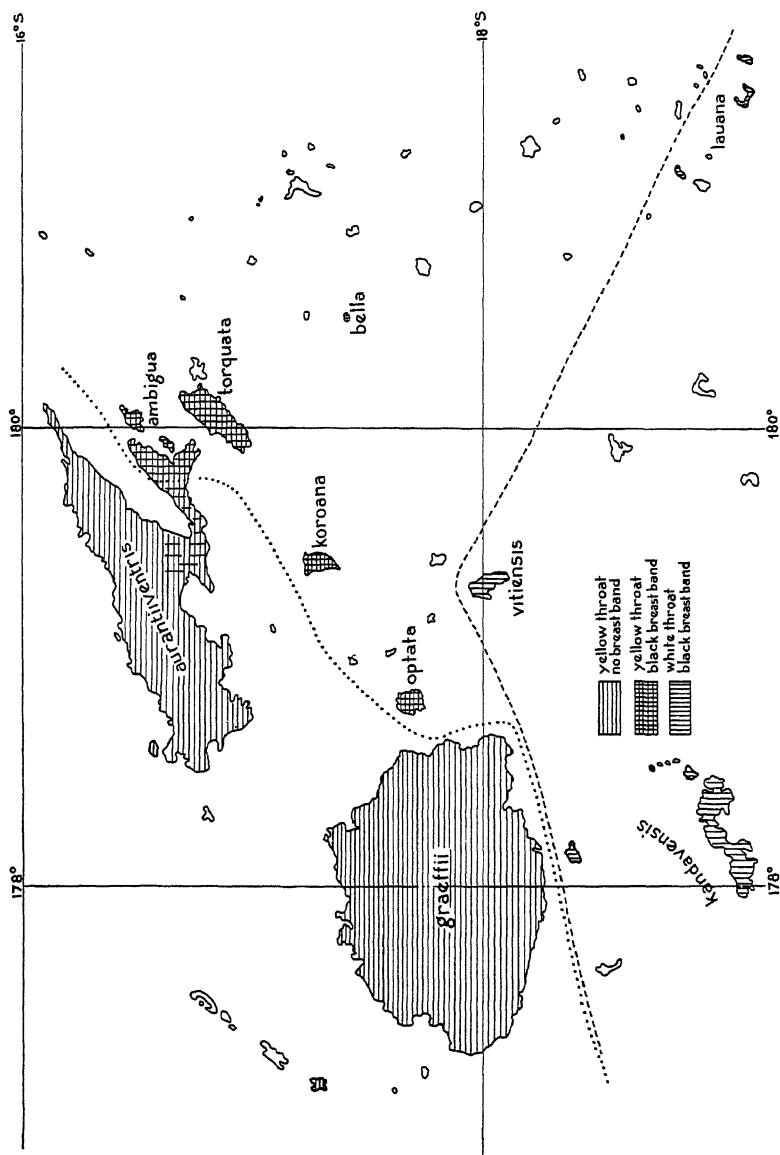 178°
180°
16°S
aurantiiventris
ambigua
torquata
koroana
bella
optata
graeffii
18°S
vitiensis
yellow throat
no breast band
yellow throat
black breast band
white throat
black breast band
kandavensis
lauana
178°
180°